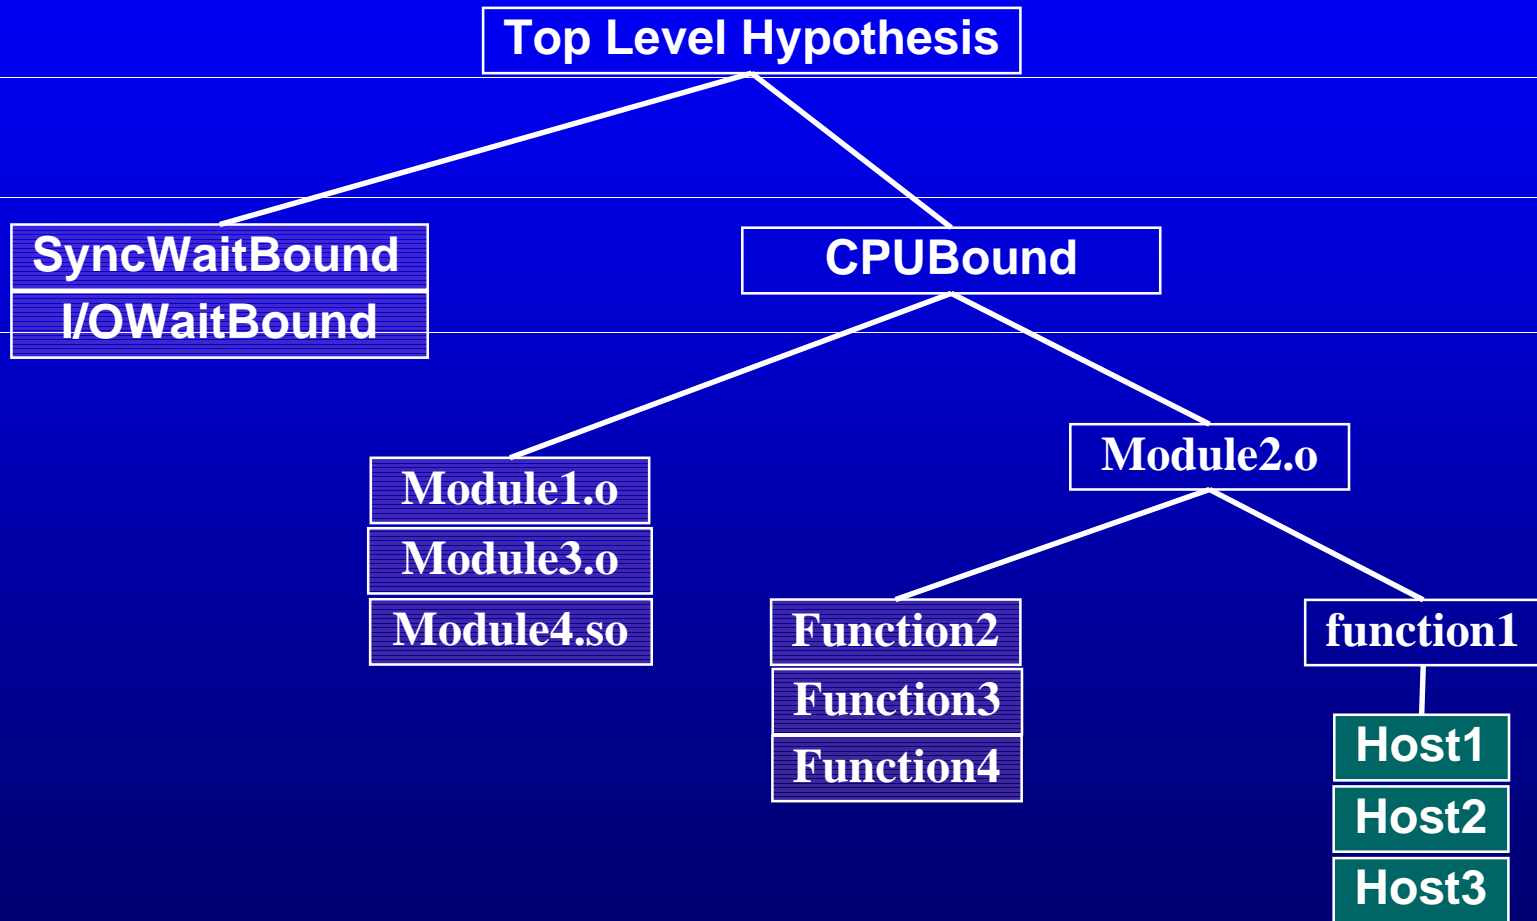 Top Level Hypothesis
SyncWaitBound
I/OWaitBound
CPUBound
Module1.o
Module3.o
Module4.so
Module2.o
Function2
Function3
Function4
function1
Host1
Host2
Host3